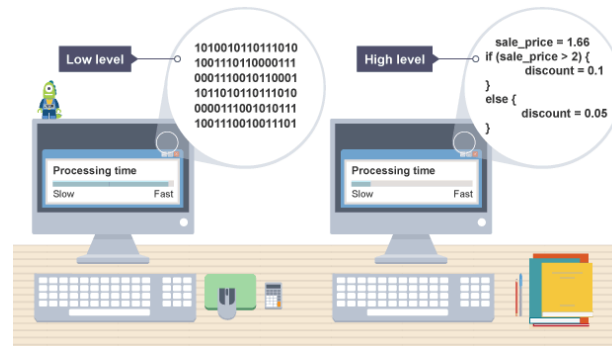 Low level
1010010110111010
1001110110000111
0001110010110001
1011010110111010
0000111001010111
1001110010011101
Processing time
Slow Fast
High level
sale_price = 1.66
if (sale_price > 2) {
discount = 0.1
}
else {
discount = 0.05
}
Processing time
Slow Fast